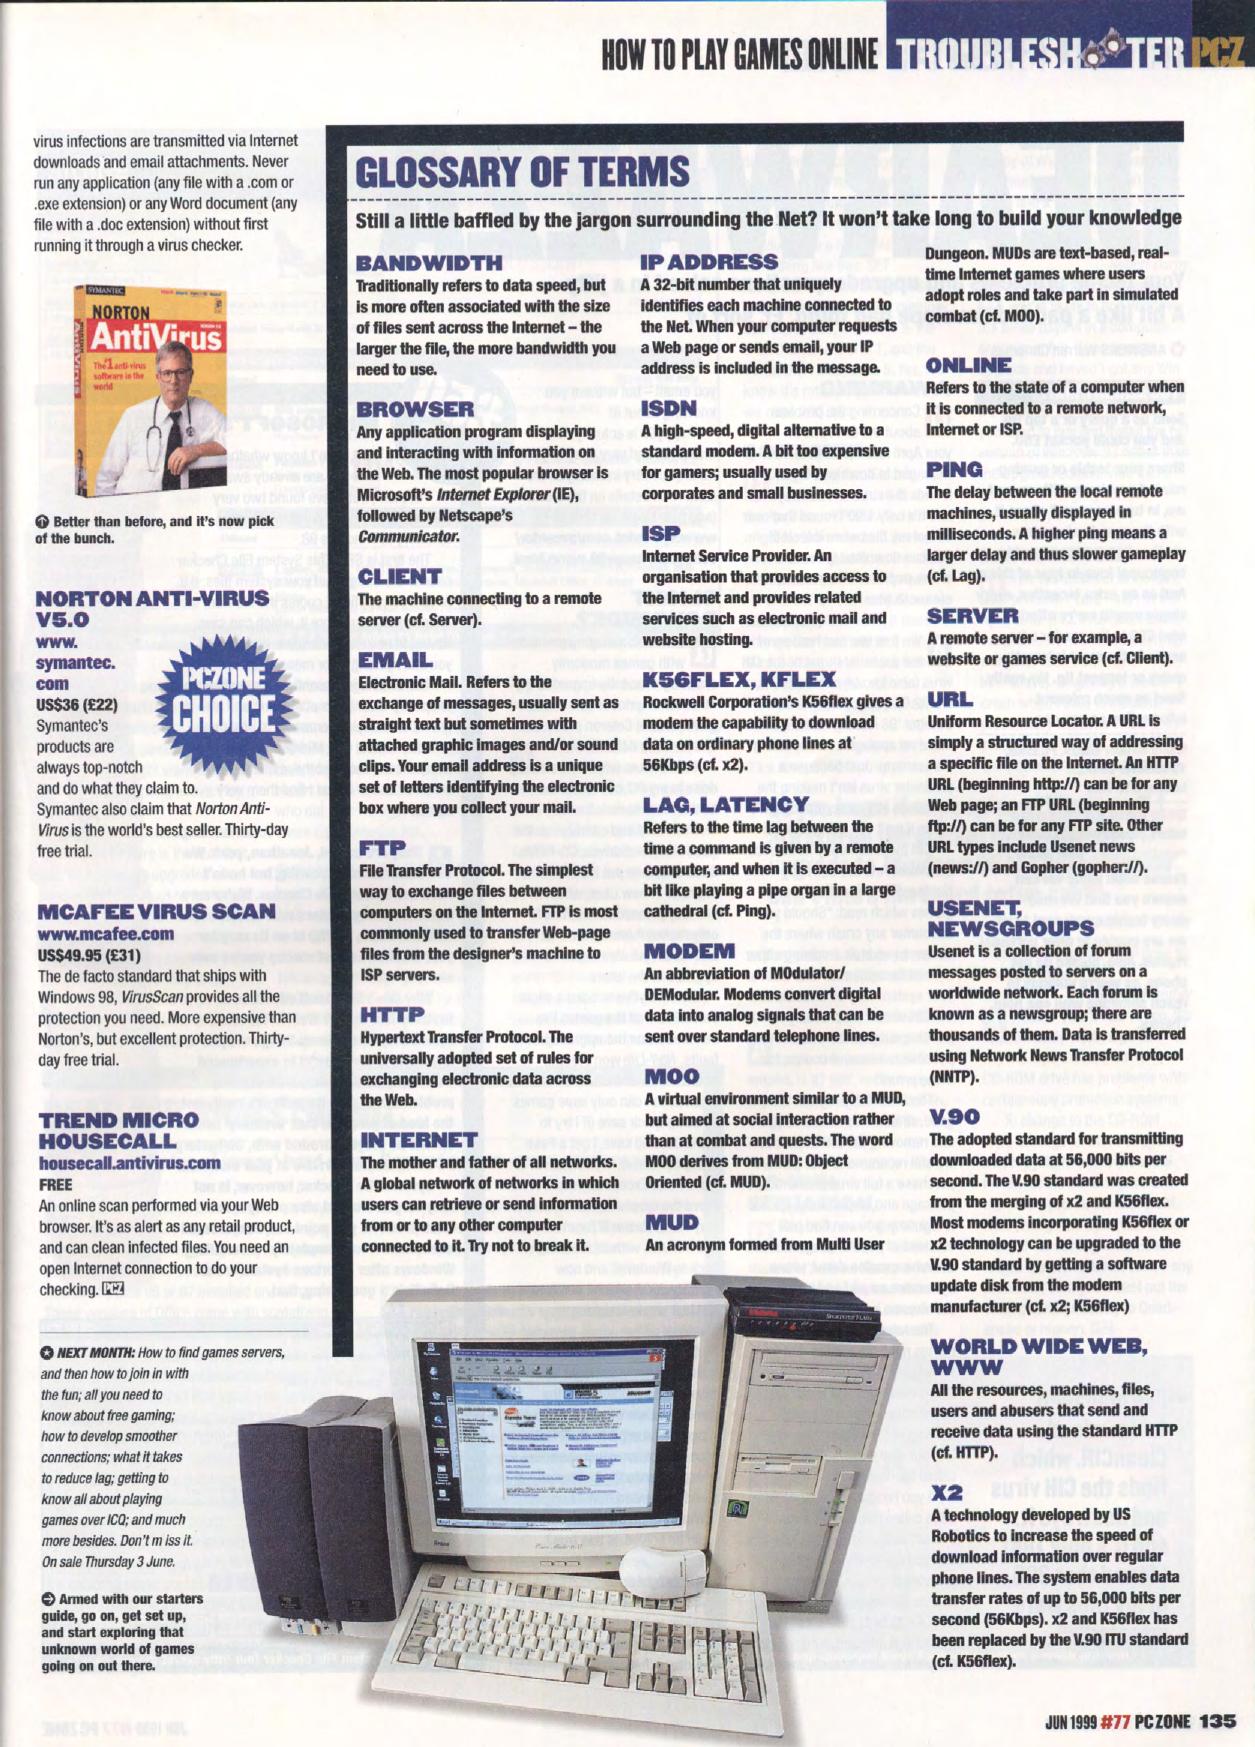 HOW TO PLAY GAMES ONLINE TROUBLESHOOTER PCZ
virus infections are transmitted via Internet
downloads and email attachments. Never
run any application (any file with a .com or
.exe extension) or any Word document (any
file with a .doc extension) without first
running it through a virus checker.
SYMANTEC
NORTON
AntiVirus
The #1 anti-virus
software in the
world
Better than before, and it's now pick
of the bunch.
NORTON ANTI-VIRUS
V5.0
www.
symantec.
com
US$36 (£22)
Symantec's
products are
always top-notch
and do what they claim to.
Symantec also claim that Norton Anti-
Virus is the world's best seller. Thirty-day
free trial.
PCZONE
CHOICE
MCAFEE VIRUS SCAN
www.mcafee.com
US$49.95 (£31)
The de facto standard that ships with
Windows 98, VirusScan provides all the
protection you need. More expensive than
Norton's, but excellent protection. Thirty-
day free trial.
TREND MICRO
HOUSECALL
housecall.antivirus.com
FREE
An online scan performed via your Web
browser. It's as alert as any retail product,
and can clean infected files. You need an
open Internet connection to do your
checking. PCZ
NEXT MONTH: How to find games servers,
and then how to join in with
the fun; all you need to
know about free gaming;
how to develop smoother
connections; what it takes
to reduce lag; getting to
know all about playing
games over ICQ; and much
more besides. Don't m iss it.
On sale Thursday 3 June.
Armed with our starters
guide, go on, get set up,
and start exploring that
unknown world of games
going on out there.
GLOSSARY OF TERMS
Still a little baffled by the jargon surrounding the Net? It won't take long to build your knowledge
BANDWIDTH
Traditionally refers to data speed, but
is more often associated with the size
of files sent across the Internet – the
larger the file, the more bandwidth you
need to use.
BROWSER
Any application program displaying
and interacting with information on
the Web. The most popular browser is
Microsoft's Internet Explorer (IE),
followed by Netscape's
Communicator.
CLIENT
The machine connecting to a remote
server (cf. Server).
EMAIL
Electronic Mail. Refers to the
exchange of messages, usually sent as
straight text but sometimes with
attached graphic images and/or sound
clips. Your email address is a unique
set of letters identifying the electronic
box where you collect your mail.
FTP
File Transfer Protocol. The simplest
way to exchange files between
computers on the Internet. FTP is most
commonly used to transfer Web-page
files from the designer's machine to
ISP servers.
HTTP
Hypertext Transfer Protocol. The
universally adopted set of rules for
exchanging electronic data across
the Web.
INTERNET
The mother and father of all networks.
A global network of networks in which
users can retrieve or send information
from or to any other computer
connected to it. Try not to break it.
IP ADDRESS
A 32-bit number that uniquely
identifies each machine connected to
the Net. When your computer requests
a Web page or sends email, your IP
address is included in the message.
ISDN
A high-speed, digital alternative to a
standard modem. A bit too expensive
for gamers; usually used by
corporates and small businesses.
ISP
Internet Service Provider. An
organisation that provides access to
the Internet and provides related
services such as electronic mail and
website hosting.
K56FLEX, KFLEX
Rockwell Corporation's K56flex gives a
modem the capability to download
data on ordinary phone lines at
56Kbps (cf. x2).
LAG, LATENCY
Refers to the time lag between the
time a command is given by a remote
computer, and when it is executed – a
bit like playing a pipe organ in a large
cathedral (cf. Ping).
MODEM
An abbreviation of MOdulator/
DEModular. Modems convert digital
data into analog signals that can be
sent over standard telephone lines.
MOO
A virtual environment similar to a MUD,
but aimed at social interaction rather
than at combat and quests. The word
MOO derives from MUD: Object
Oriented (cf. MUD).
MUD
An acronym formed from Multi User
Dungeon. MUDs are text-based, real-
time Internet games where users
adopt roles and take part in simulated
combat (cf. MOO).
ONLINE
Refers to the state of a computer when
it is connected to a remote network,
Internet or ISP.
PING
The delay between the local remote
machines, usually displayed in
milliseconds. A higher ping means a
larger delay and thus slower gameplay
(cf. Lag).
SERVER
A remote server – for example, a
website or games service (cf. Client).
URL
Uniform Resource Locator. A URL is
simply a structured way of addressing
a specific file on the Internet. An HTTP
URL (beginning http://) can be for any
Web page; an FTP URL (beginning
ftp://) can be for any FTP site. Other
URL types include Usenet news
(news://) and Gopher (gopher://).
USENET,
NEWSGROUPS
Usenet is a collection of forum
messages posted to servers on a
worldwide network. Each forum is
known as a newsgroup; there are
thousands of them. Data is transferred
using Network News Transfer Protocol
(NNTP).
V.90
The adopted standard for transmitting
downloaded data at 56,000 bits per
second. The V.90 standard was created
from the merging of x2 and K56flex.
Most modems incorporating K56flex or
x2 technology can be upgraded to the
V.90 standard by getting a software
update disk from the modem
manufacturer (cf. x2; K56flex)
WORLD WIDE WEB,
WWW
All the resources, machines, files,
users and abusers that send and
receive data using the standard HTTP
(cf. HTTP).
X2
A technology developed by US
Robotics to increase the speed of
download information over regular
phone lines. The system enables data
transfer rates of up to 56,000 bits per
second (56Kbps). x2 and K56flex has
been replaced by the V.90 ITU standard
(cf. K56flex).
JUN 1999 #77 PC ZONE 135